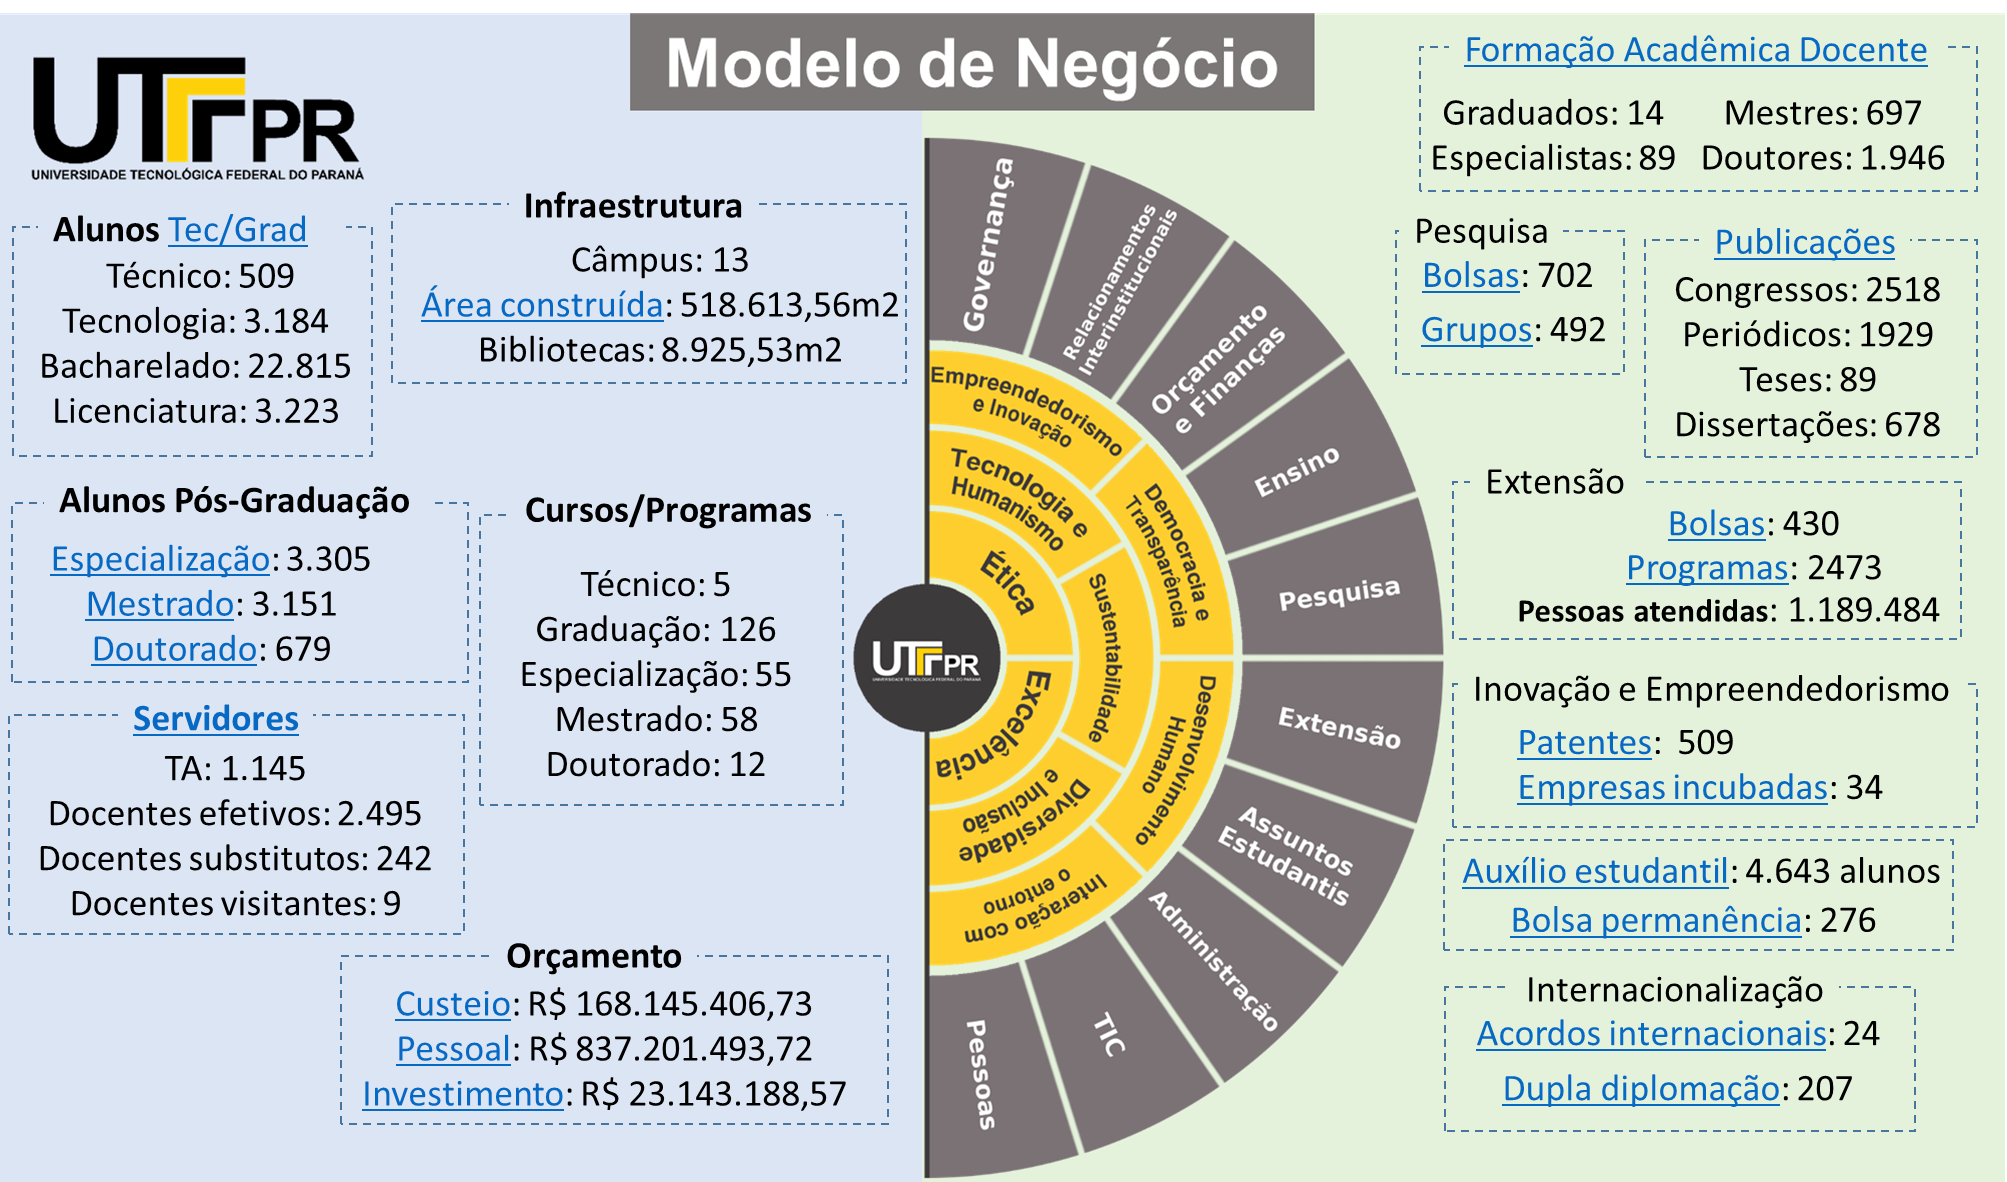 Modelo de Negócio
UTFPR
UNIVERSIDADE TECNOLÓGICA FEDERAL DO PARANÁ
Alunos Tec/Grad
Técnico: 509
Tecnologia: 3.184
Bacharelado: 22.815
Licenciatura: 3.223
Infraestrutura
Câmpus: 13
Área construída: 518.613,56m2
Bibliotecas: 8.925,53m2
Alunos Pós-Graduação
Especialização: 3.305
Mestrado: 3.151
Doutorado: 679
Cursos/Programas
Técnico: 5
Graduação: 126
Especialização: 55
Mestrado: 58
Doutorado: 12
Servidores
TA: 1.145
Docentes efetivos: 2.495
Docentes substitutos: 242
Docentes visitantes: 9
Orçamento
Custeio: R$ 168.145.406,73
Pessoal: R$ 837.201.493,72
Investimento: R$ 23.143.188,57
Governança
Relacionamentos
Interinstitucionais
Orçamento
e Finanças
Ensino
Pesquisa
Extensão
Assuntos
Estudantis
Administração
TIC
Pessoas
Empreendedorismo
e Inovação
Democracia e
Transparência
Desenvolvimento
Humano
Interação com
o entorno
Tecnologia e
Humanismo
Sustentabilidade
Diversidade
e Inclusão
Ética
Excelência
UTFPR
UNIVERSIDADE TECNOLÓGICA FEDERAL DO PARANÁ
Formação Acadêmica Docente
Graduados: 14 Mestres: 697
Especialistas: 89 Doutores: 1.946
Pesquisa
Bolsas: 702
Grupos: 492
Publicações
Congressos: 2518
Periódicos: 1929
Teses: 89
Dissertações: 678
Extensão
Bolsas: 430
Programas: 2473
Pessoas atendidas: 1.189.484
Inovação e Empreendedorismo
Patentes: 509
Empresas incubadas: 34
Auxílio estudantil: 4.643 alunos
Bolsa permanência: 276
Internacionalização
Acordos internacionais: 24
Dupla diplomação: 207